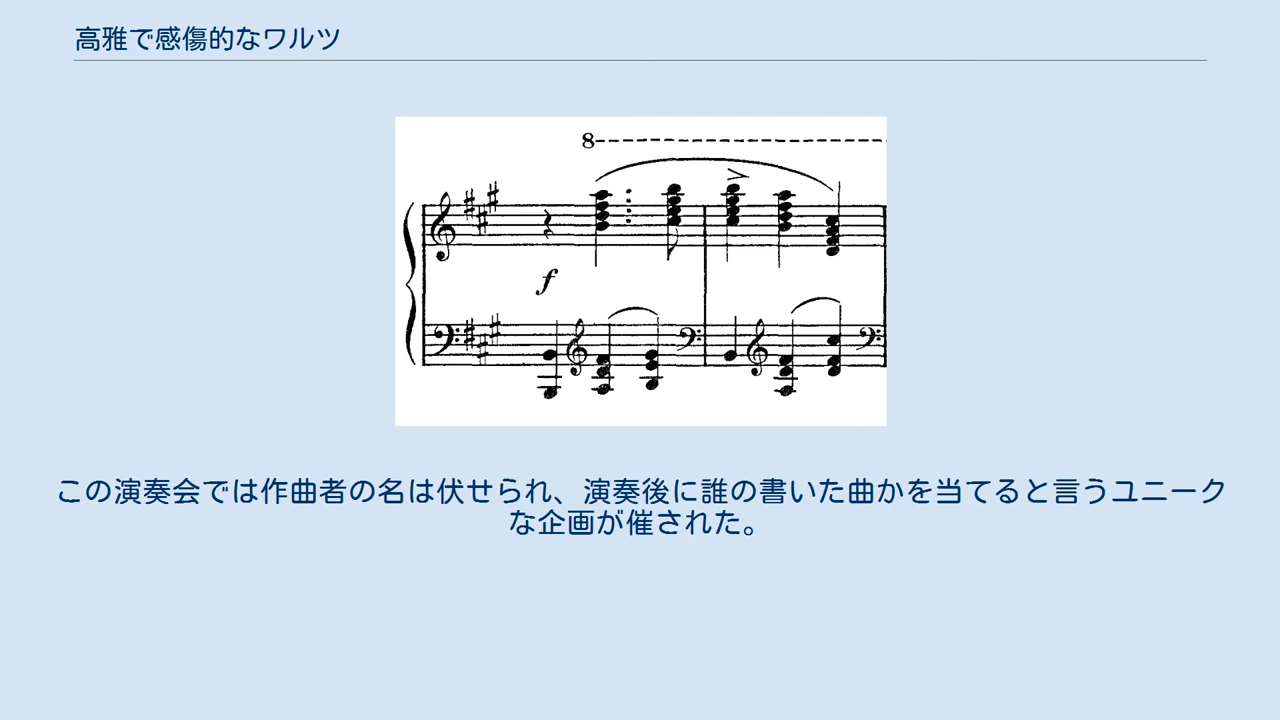 高雅で感傷的なワルツ
8
f
この演奏会では作曲者の名は伏せられ、演奏後に誰の書いた曲かを当てると言うユニーク
な企画が催された。